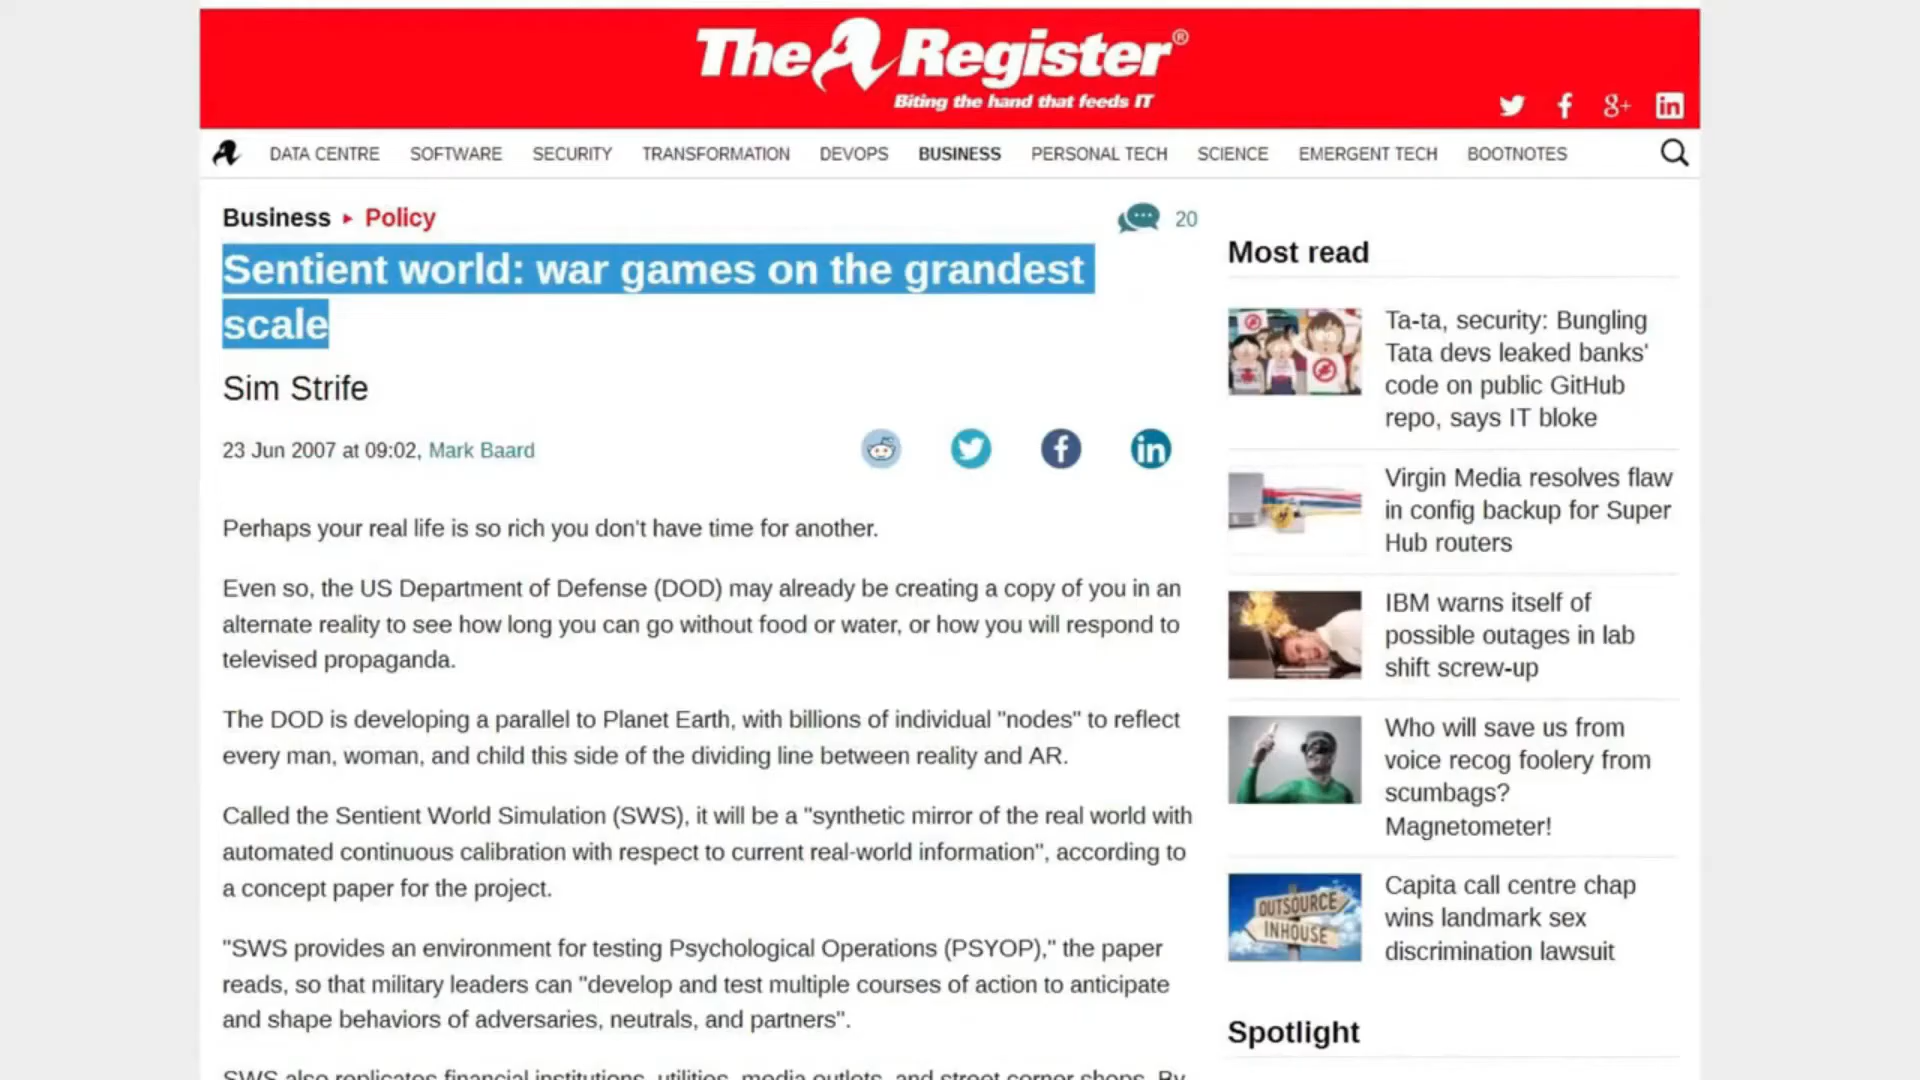 The Register®
Biting the hand that feeds IT
DATA CENTRE SOFTWARE SECURITY TRANSFORMATION DEVOPS BUSINESS PERSONAL TECH SCIENCE EMERGENT TECH BOOTNOTES
Business ▸ Policy
20
Sentient world: war games on the grandest
scale
Sim Strife
23 Jun 2007 at 09:02, Mark Baard
Perhaps your real life is so rich you don't have time for another.
Even so, the US Department of Defense (DOD) may already be creating a copy of you in an
alternate reality to see how long you can go without food or water, or how you will respond to
televised propaganda.
The DOD is developing a parallel to Planet Earth, with billions of individual "nodes" to reflect
every man, woman, and child this side of the dividing line between reality and AR.
Called the Sentient World Simulation (SWS), it will be a "synthetic mirror of the real world with
automated continuous calibration with respect to current real-world information", according to
a concept paper for the project.
"SWS provides an environment for testing Psychological Operations (PSYOP)," the paper
reads, so that military leaders can "develop and test multiple courses of action to anticipate
and shape behaviors of adversaries, neutrals, and partners".
SWS also replicates financial institutions, utilities, media outlets, and street corner shops. By
Most read
Ta-ta, security: Bungling
Tata devs leaked banks'
code on public GitHub
repo, says IT bloke
Virgin Media resolves flaw
in config backup for Super
Hub routers
IBM warns itself of
possible outages in lab
shift screw-up
Who will save us from
voice recog foolery from
scumbags?
Magnetometer!
OUTSOURCE
INHOUSE
Capita call centre chap
wins landmark sex
discrimination lawsuit
Spotlight